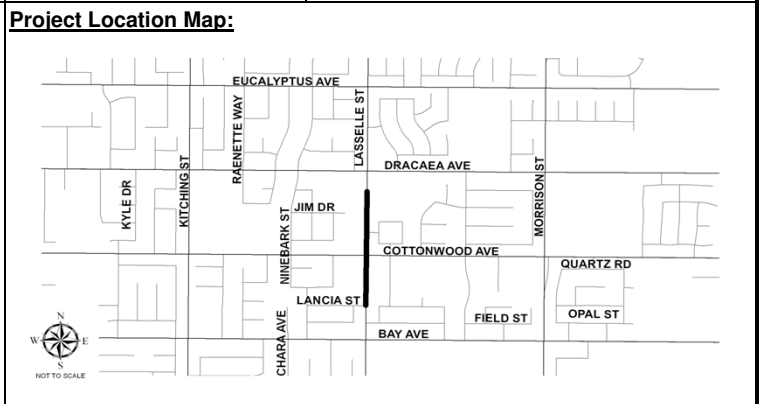 Project Location Map:
EUCALYPTUS AVE
RAENETTE WAY
LASSELLE ST
DRACAEA AVE
KITCHING ST
MORRISON ST
KYLE DR
JIM DR
NINEBARK ST
COTTONWOOD AVE
QUARTZ RD
LANCIA ST
CHARA AVE
FIELD ST
OPAL ST
BAY AVE
N
W
E
S
NOT TO SCALE